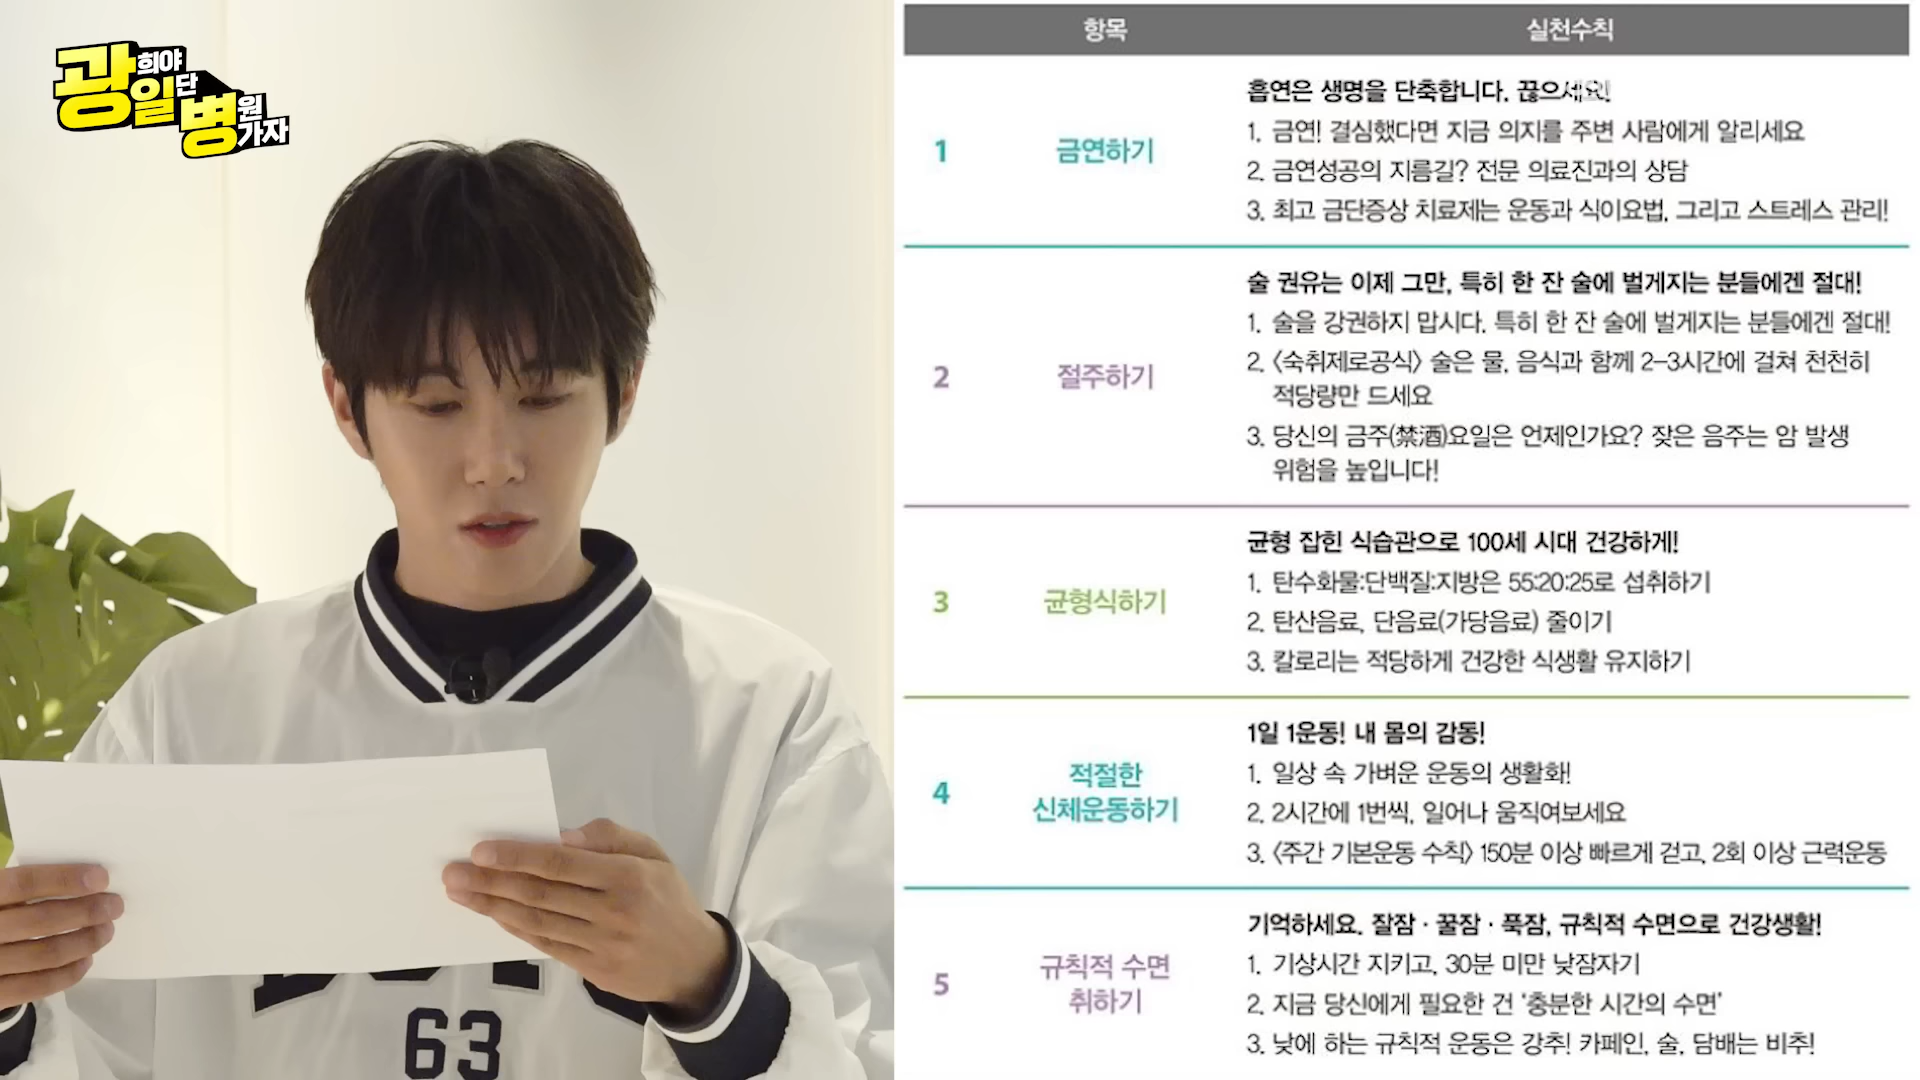 광희야
일단
병원
가자
항목 실천수칙
1 금연하기
흡연은 생명을 단축합니다. 끊으세요!
1. 금연! 결심했다면 지금 의지를 주변 사람에게 알리세요
2. 금연성공의 지름길? 전문 의료진과의 상담
3. 최고 금단증상 치료제는 운동과 식이요법, 그리고 스트레스 관리!
2 절주하기
술 권유는 이제 그만, 특히 한 잔 술에 벌게지는 분들에겐 절대!
1. 술을 강권하지 맙시다. 특히 한 잔 술에 벌게지는 분들에겐 절대!
2. <숙취제로공식> 술은 물, 음식과 함께 2-3시간에 걸쳐 천천히
적당량만 드세요
3. 당신의 금주(禁酒)요일은 언제인가요? 잦은 음주는 암 발생
위험을 높입니다!
3 균형식하기
균형 잡힌 식습관으로 100세 시대 건강하게!
1. 탄수화물:단백질:지방은 55:20:25로 섭취하기
2. 탄산음료, 단음료(가당음료) 줄이기
3. 칼로리는 적당하게 건강한 식생활 유지하기
4 적절한
신체운동하기
1일 1운동! 내 몸의 감동!
1. 일상 속 가벼운 운동의 생활화!
2. 2시간에 1번씩, 일어나 움직여보세요
3. <주간 기본운동 수칙> 150분 이상 빠르게 걷고, 2회 이상 근력운동
5 규칙적 수면
취하기
기억하세요. 잘잠 · 꿀잠 · 푹잠, 규칙적 수면으로 건강생활!
1. 기상시간 지키고, 30분 미만 낮잠자기
2. 지금 당신에게 필요한 건 '충분한 시간의 수면'
3. 낮에 하는 규칙적 운동은 강추! 카페인, 술, 담배는 비추!
63